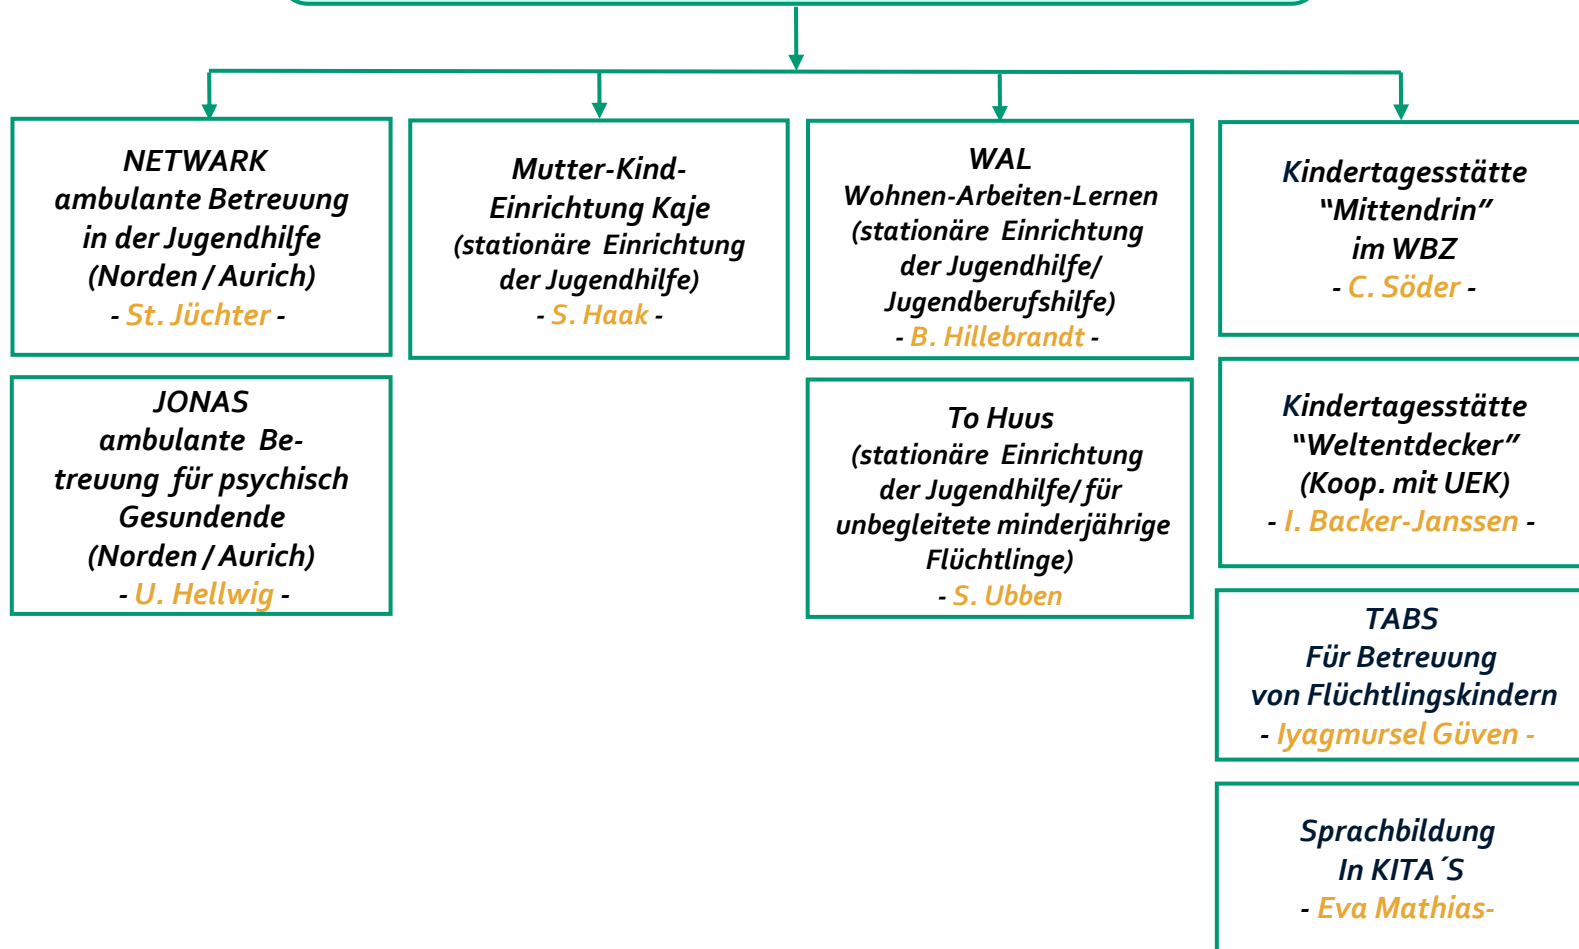 NETWARK
ambulante Betreuung
in der Jugendhilfe
(Norden / Aurich)
- St. Jüchter -
JONAS
ambulante Be-
treuung für psychisch
Gesundende
(Norden / Aurich)
- U. Hellwig -
Mutter-Kind-
Einrichtung Kaje
(stationäre Einrichtung
der Jugendhilfe)
- S. Haak -
WAL
Wohnen-Arbeiten-Lernen
(stationäre Einrichtung
der Jugendhilfe/
Jugendberufshilfe)
- B. Hillebrandt -
To Huus
(stationäre Einrichtung
der Jugendhilfe/ für
unbegleitete minderjährige
Flüchtlinge)
- S. Ubben
Kindertagesstätte
“Mittendrin”
im WBZ
- C. Söder -
Kindertagesstätte
“Weltentdecker”
(Koop. mit UEK)
- I. Backer-Janssen -
TABS
Für Betreuung
von Flüchtlingskindern
- Iyagmursel Güven -
Sprachbildung
In KITA´S
- Eva Mathias-